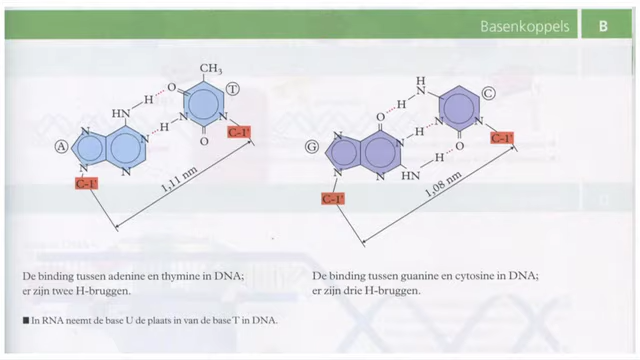 Basenkoppels B
CH₃
O
T
H
HN
H
N
N
A
N
N
O
C-1'
N
N
C-1'
1,11 nm
H
N
H
C
O
H
N
N
G
N
N
O
C-1'
H
N
N
HN
C-1'
1,08 nm
De binding tussen adenine en thymine in DNA;
er zijn twee H-bruggen.
De binding tussen guanine en cytosine in DNA;
er zijn drie H-bruggen.
■ In RNA neemt de base U de plaats in van de base T in DNA.